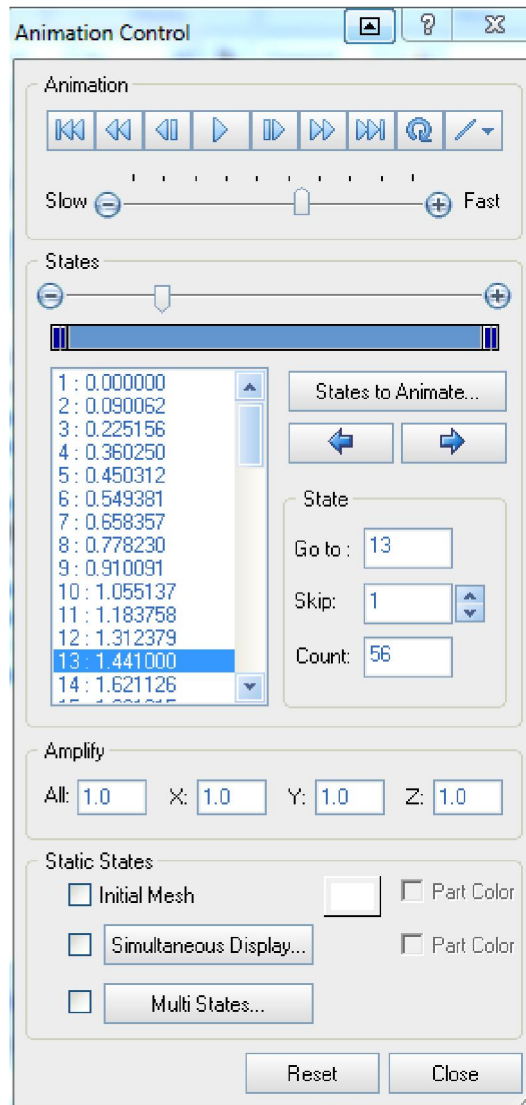 Animation Control
Animation
Slow Fast
States
1 : 0.000000
2 : 0.090062
3 : 0.225156
4 : 0.360250
5 : 0.450312
6 : 0.549381
7 : 0.658357
8 : 0.778230
9 : 0.910091
10 : 1.055137
11 : 1.183758
12 : 1.312379
13 : 1.441000
14 : 1.621126
States to Animate...
State
Go to : 13
Skip: 1
Count: 56
Amplify
All: 1.0 X: 1.0 Y: 1.0 Z: 1.0
Static States
Initial Mesh Part Color
Simultaneous Display... Part Color
Multi States...
Reset Close